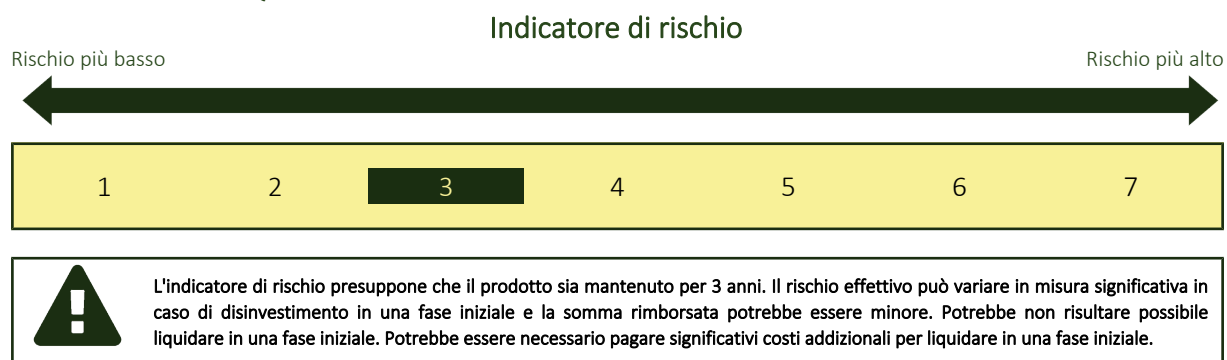 Indicatore di rischio
Rischio più basso
Rischio più alto
1 2 3 4 5 6 7
L'indicatore di rischio presuppone che il prodotto sia mantenuto per 3 anni. Il rischio effettivo può variare in misura significativa in
caso di disinvestimento in una fase iniziale e la somma rimborsata potrebbe essere minore. Potrebbe non risultare possibile
liquidare in una fase iniziale. Potrebbe essere necessario pagare significativi costi addizionali per liquidare in una fase iniziale.